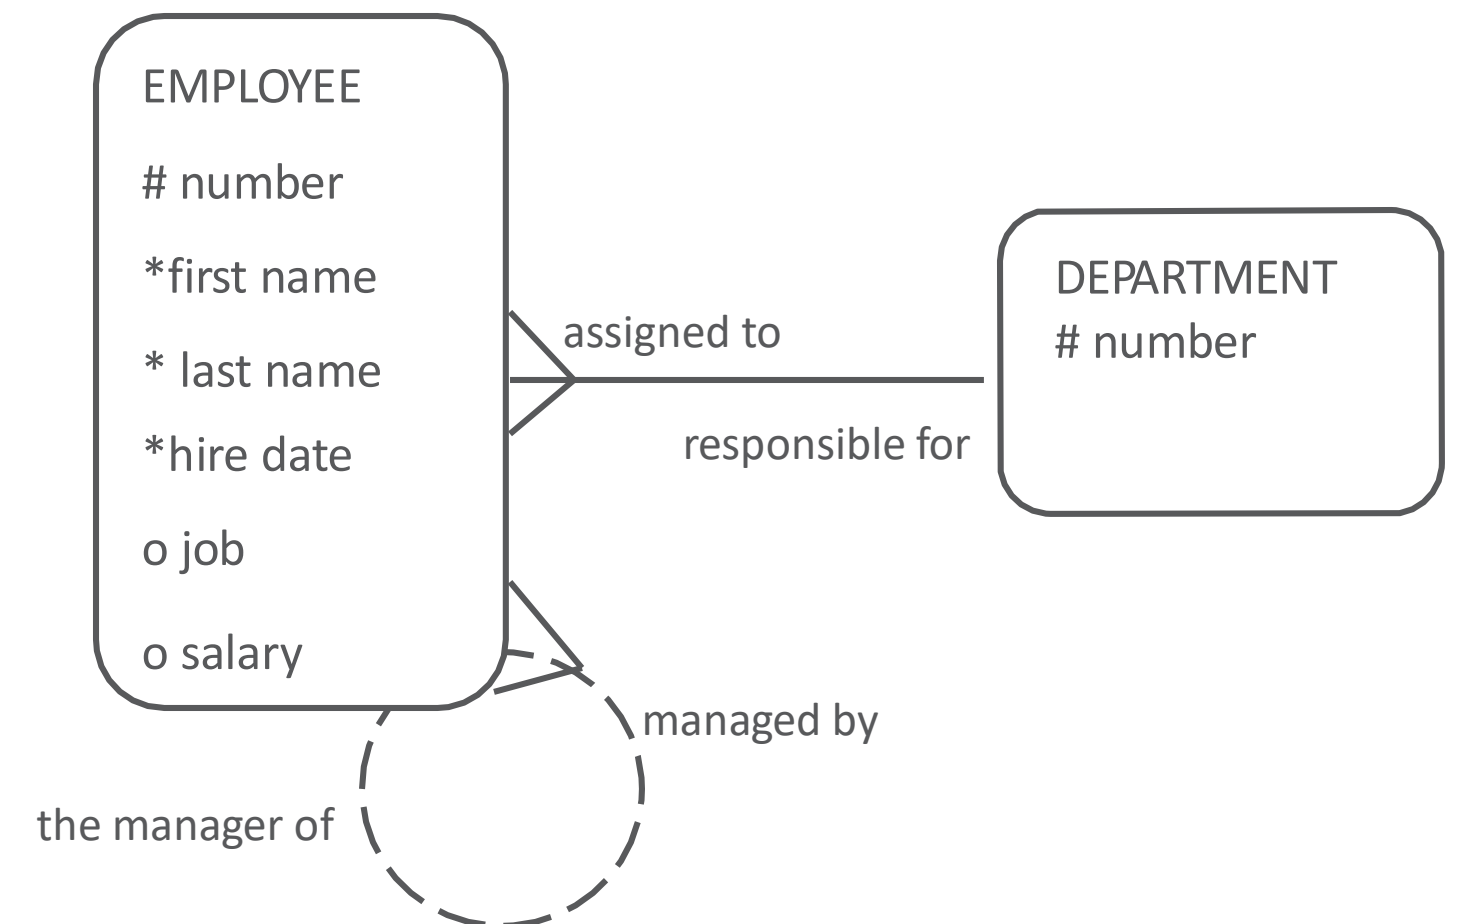 EMPLOYEE
# number
*first name
* last name
*hire date
o job
o salary
assigned to
responsible for
DEPARTMENT
# number
managed by
the manager of